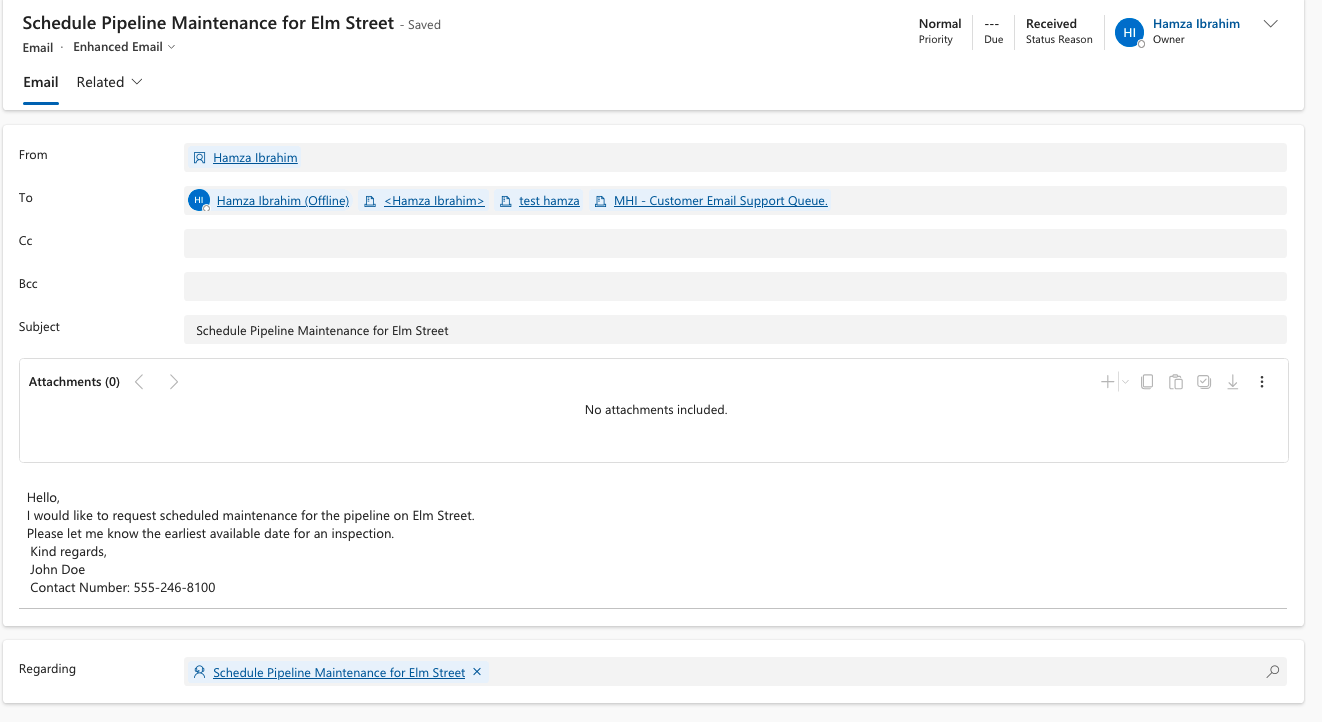 Schedule Pipeline Maintenance for Elm Street - Saved
Email · Enhanced Email
Normal
Priority
---
Due
Received
Status Reason
HI
Hamza Ibrahim
Owner
Email Related
From Hamza Ibrahim
To HI Hamza Ibrahim (Offline) <Hamza Ibrahim> test hamza MHI - Customer Email Support Queue.
Cc
Bcc
Subject Schedule Pipeline Maintenance for Elm Street
Attachments (0)
No attachments included.
Hello,
I would like to request scheduled maintenance for the pipeline on Elm Street.
Please let me know the earliest available date for an inspection.
Kind regards,
John Doe
Contact Number: 555-246-8100
Regarding Schedule Pipeline Maintenance for Elm Street